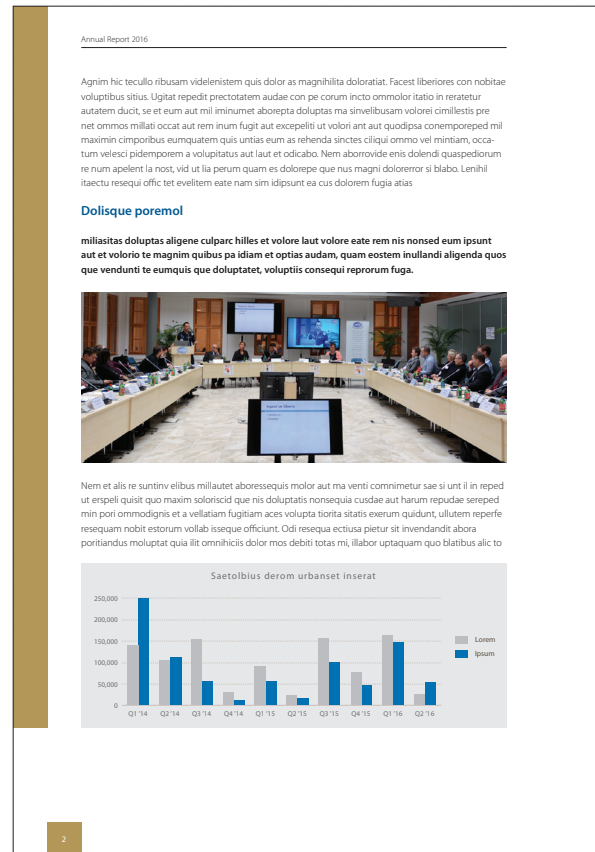 Annual Report 2016
Agnim hic tecullo ribusam videlenistem quis dolor as magnihilita doloratiat. Facest liberiores con nobitae
voluptibus sitius. Ugitat repedit prectotatem audae con pe corum incto ommolor itatio in reratetur
autatem ducit, se et eum aut mil iminumet aborepta doluptas ma sinvelibusam volorei cimillestis pre
net ommos millati occat aut rem inum fugit aut excepeliti ut volori ant aut quodipsa conemporeped mil
maximin cimporibus eumquatem quis untias eum as rehenda sinctes ciliqui ommo vel mintiam, occa-
tum velesci pidemporem a volupitatus aut laut et odicabo. Nem aborrovide enis dolendi quaspediorum
re num apelent la nost, vid ut lia perum quam es dolorepe que nus magni dolorerror si blabo. Lenihil
itaectu resequi offic tet evelitem eate nam sim idipsunt ea cus dolorem fugia atias
Dolisque poremol
miliasitas doluptas aligene culparc hilles et volore laut volore eate rem nis nonsed eum ipsunt
aut et volorio te magnim quibus pa idiam et optias audam, quam eostem inullandi aligenda quos
que vendunti te eumquis que doluptatet, voluptiis consequi reprorum fuga.
Nem et alis re suntinv elibus millautet aboressequis molor aut ma venti comnimetur sae si unt il in reped
ut erspeli quisit quo maxim soloriscid que nis doluptatis nonsequia cusdae aut harum repudae sereped
min pori ommodignis et a vellatiam fugitiam aces volupta tiorita sitatis exerum quidunt, ullutem reperfe
resequam nobit estorum vollab isseque officiunt. Odi resequa ectiusa pietur sit invendandit abora
poritiandus moluptat quia ilit omnihiciis dolor mos debiti totas mi, illabor uptaquam quo blatibus alic to
Saetolbius derom urbanset inserat
250,000
200,000
150,000
100,000
50,000
0
Q1 '14 Q2 '14 Q3 '14 Q4 '14 Q1 '15 Q2 '15 Q3 '15 Q4 '15 Q1 '16 Q2 '16
Lorem
Ipsum
2